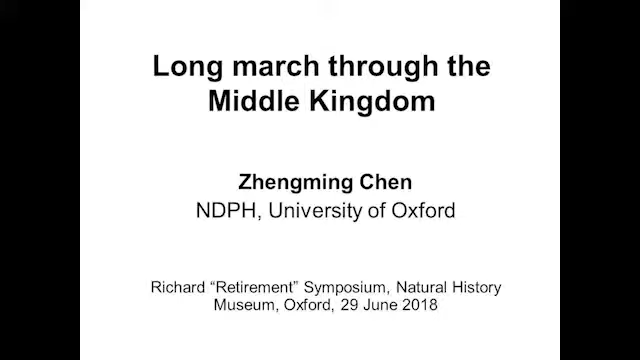 Long march through the
Middle Kingdom
Zhengming Chen
NDPH, University of Oxford
Richard “Retirement” Symposium, Natural History
Museum, Oxford, 29 June 2018